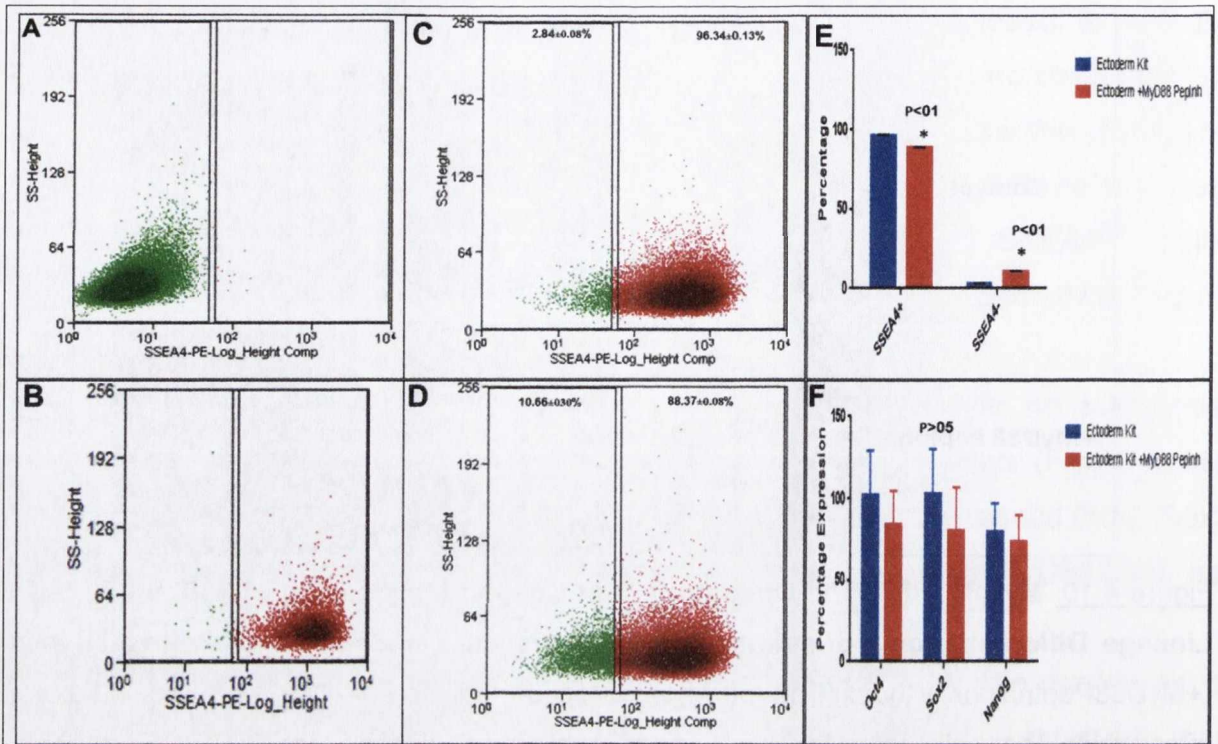 A
256
192
128
64
0
SS-Height
10⁰
10¹
10²
10³
10⁴
SSEA4-PE-Log_Height Comp
C
256
2.84±0.08%
96.34±0.13%
192
128
64
0
SS-Height
10⁰
10¹
10²
10³
10⁴
SSEA4-PE-Log_Height Comp
E
150
100
50
0
Percentage
Ectoderm Kit
Ectoderm +MyD88 Pepinh
P<01
*
P<01
*
SSEA4+
SSEA4-
B
256
192
128
64
0
SS-Height
10⁰
10¹
10²
10³
10⁴
SSEA4-PE-Log_Height
D
256
10.66±030%
88.37±0.08%
192
128
64
0
SS-Height
10⁰
10¹
10²
10³
10⁴
SSEA4-PE-Log_Height Comp
F
150
100
50
0
Percentage Expression
P>05
Ectoderm Kit
Ectoderm Kit +MyD88 Pepinh
Oct4
Sox2
Nanog